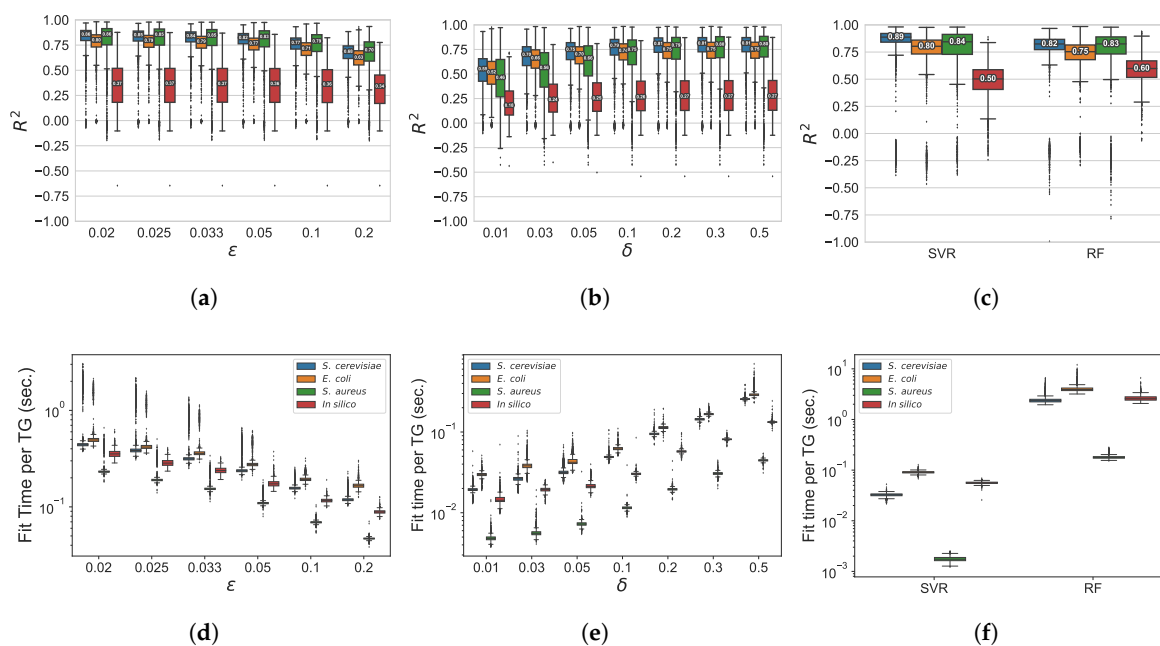 1.00
0.75
0.50
0.25
0.00
−0.25
−0.50
−0.75
−1.00
R²
0.02 0.025 0.033 0.05 0.1 0.2
ε
(a)
1.00
0.75
0.50
0.25
0.00
0.25
0.50
0.75
1.00
R²
0.01 0.03 0.05 0.1 0.2 0.3 0.5
δ
(b)
1.00
0.75
0.50
0.25
0.00
−0.25
−0.50
−0.75
−1.00
R²
0.89 0.80 0.84 0.50 0.82 0.75 0.83 0.60
SVR RF
(c)
Fit Time per TG (sec.)
10⁰
10⁻¹
S. cerevisiae
E. coli
S. aureus
In silico
0.02 0.025 0.033 0.05 0.1 0.2
ε
(d)
Fit time per TG (sec.)
10⁻¹
10⁻²
S. cerevisiae
E. coli
S. aureus
In silico
0.01 0.03 0.05 0.1 0.2 0.3 0.5
δ
(e)
Fit time per TG (sec.)
10¹
10⁰
10⁻¹
10⁻²
10⁻³
S. cerevisiae
E. coli
S. aureus
In silico
SVR RF
(f)